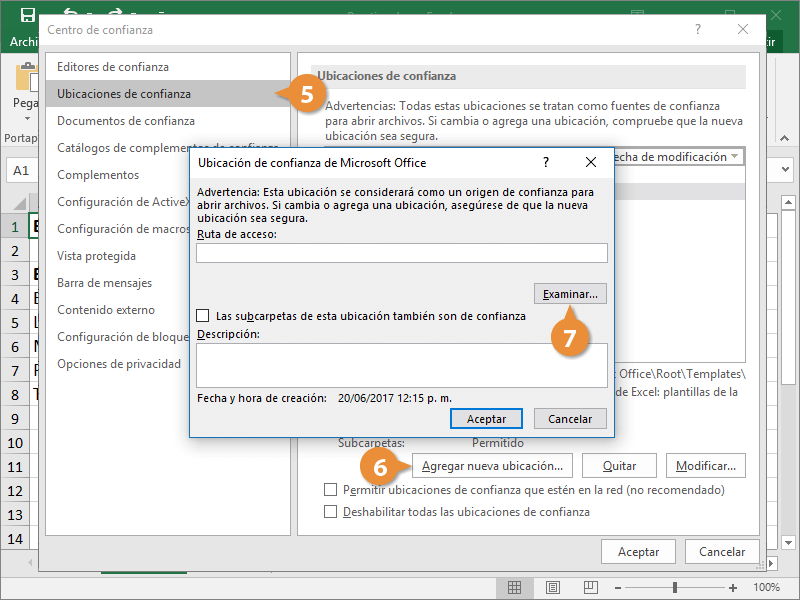 Archi
ir
Pega
Portap
A1
1
2
3
4
5
6
7
8
9
10
11
12
13
14
Centro de confianza
?
Editores de confianza
Ubicaciones de confianza
5
Documentos de confianza
Catálogos de complementos de confianza
Complementos
Configuración de ActiveX
Configuración de macros
Vista protegida
Barra de mensajes
Contenido externo
Configuración de bloque
Opciones de privacidad
Ubicaciones de confianza
Advertencias: Todas estas ubicaciones se tratan como fuentes de confianza
para abrir archivos. Si cambia o agrega una ubicación, compruebe que la nueva
ubicación sea segura.
echa de modificación
Ubicación de confianza de Microsoft Office
?
Advertencia: Esta ubicación se considerará como un origen de confianza para
abrir archivos. Si cambia o agrega una ubicación, asegúrese de que la nueva
ubicación sea segura.
Ruta de acceso:
Examinar...
7
Las subcarpetas de esta ubicación también son de confianza
Descripción:
Fecha y hora de creación: 20/06/2017 12:15 p. m.
Aceptar
Cancelar
Office\Root\Templates\
de Excel: plantillas de la
Subcarpetas: Permitido
6
Agregar nueva ubicación...
Quitar
Modificar...
Permitir ubicaciones de confianza que estén en la red (no recomendado)
Deshabilitar todas las ubicaciones de confianza
Aceptar
Cancelar
100%